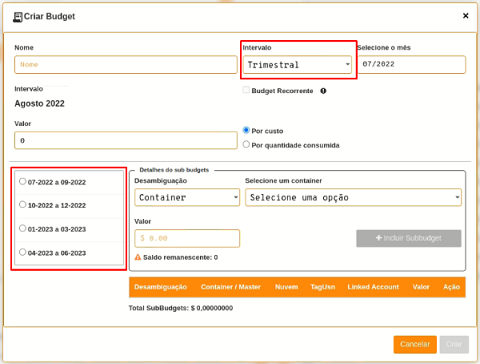 Criar Budget
×
Nome
Intervalo
Selecione o mês
Nome
Trimestral
07/2022
Intervalo
Budget Recorrente
Agosto 2022
Valor
0
Por custo
Por quantidade consumida
07-2022 a 09-2022
10-2022 a 12-2022
01-2023 a 03-2023
04-2023 a 06-2023
Detalhes do sub budgets
Desambiguação
Selecione um container
Container
Selecione uma opção
Valor
$ 0.00
+ Incluir Subbudget
Saldo remanescente: 0
Desambiguação Container / Master Nuvem TagUsn Linked Account Valor Ação
Total SubBudgets: $ 0,00000000
Cancelar
Criar